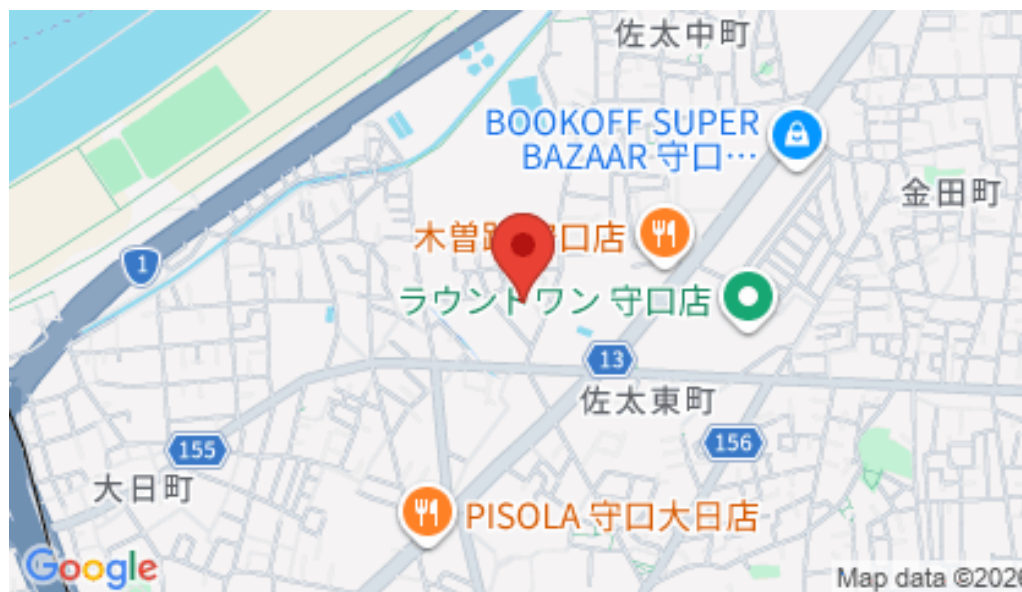 佐太中町
BOOKOFF SUPER
BAZAAR 守口…
金田町
木曽路 守口店
1
ラウンドワン 守口店
13
佐太東町
155
156
大日町
PISOLA 守口大日店
Google
Map data ©2026